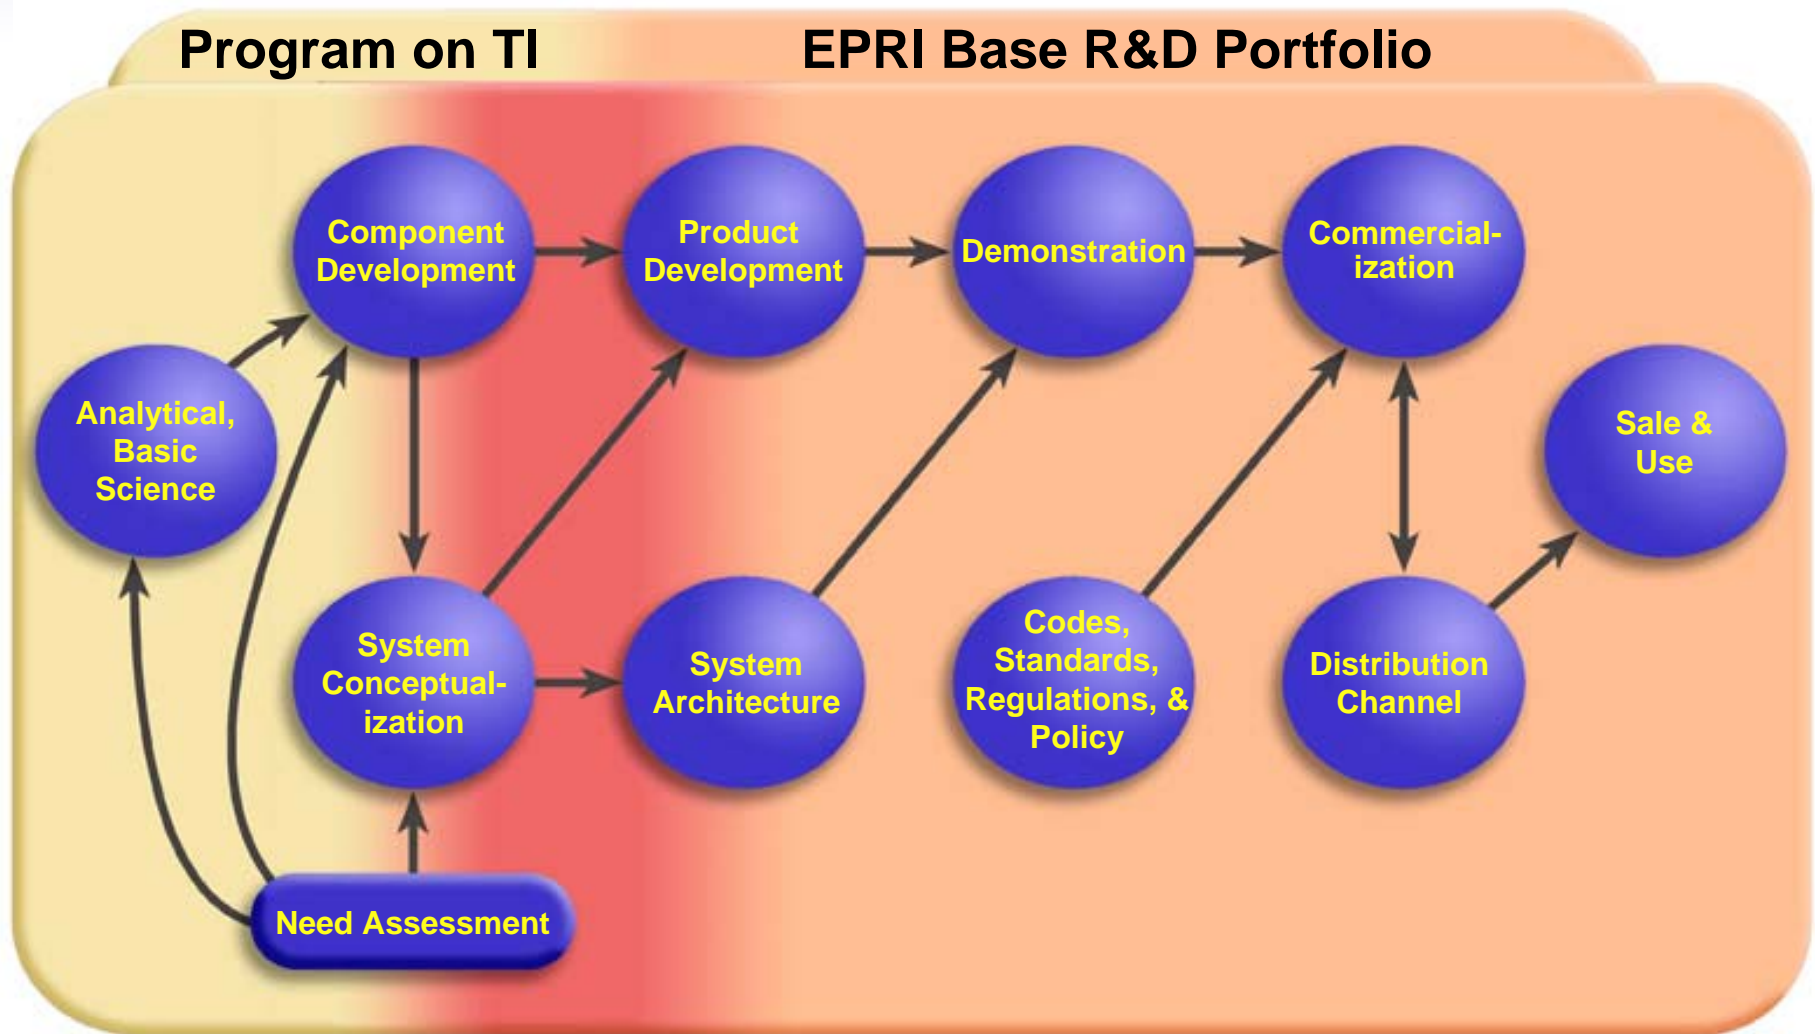 Program on TI
EPRI Base R&D Portfolio
Component
Development
Product
Development
Demonstration
Commercial-
ization
Analytical,
Basic
Science
Sale &
Use
System
Conceptual-
ization
System
Architecture
Codes,
Standards,
Regulations, &
Policy
Distribution
Channel
Need Assessment